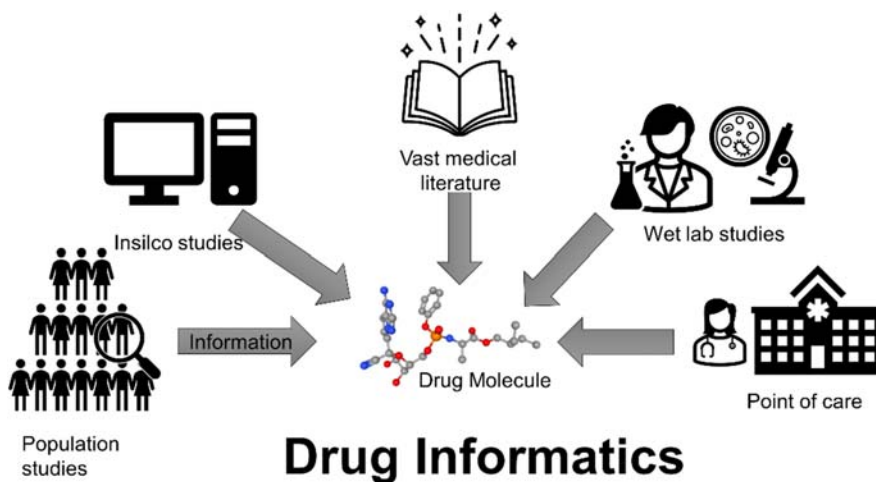 Vast medical
literature
Insilco studies
Wet lab studies
Information
Drug Molecule
Population
studies
Point of care
Drug Informatics